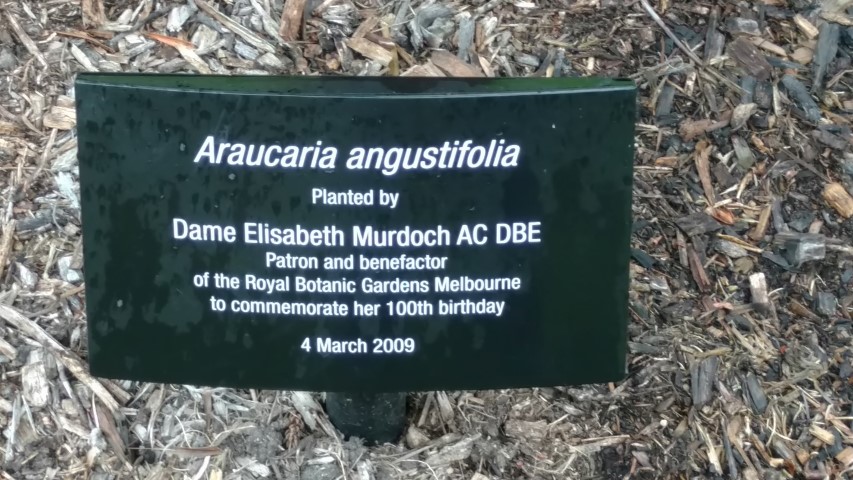 Araucaria angustifolia
Planted by
Dame Elisabeth Murdoch AC DBE
Patron and benefactor
of the Royal Botanic Gardens Melbourne
to commemorate her 100th birthday
4 March 2009